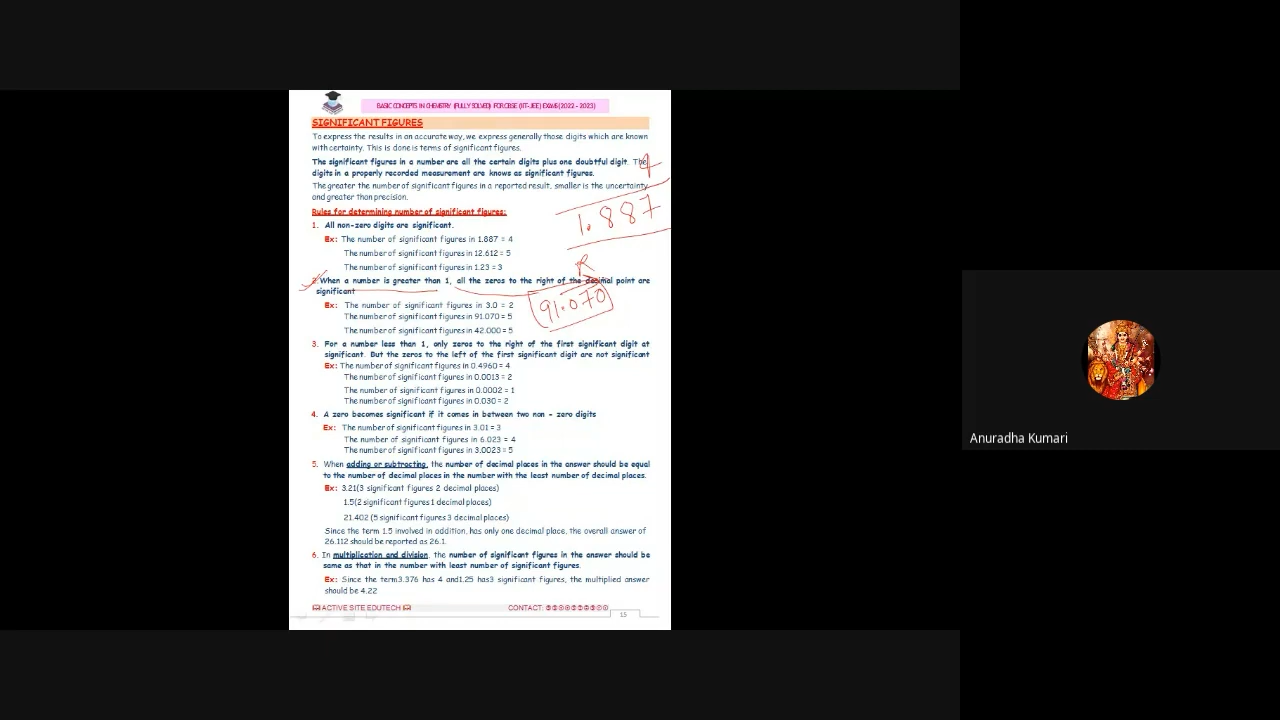 BASIC CONCEPTS IN CHEMISTRY (FULLY SOLVED) FOR CBSE (IIT-JEE) EXAMS (2022 - 2023)
SIGNIFICANT FIGURES
To express the results in an accurate way, we express generally those digits which are known
with certainty. This is done is terms of significant figures.
The significant figures in a number are all the certain digits plus one doubtful digit. The
digits in a properly recorded measurement are knows as significant figures.
The greater the number of significant figures in a reported result, smaller is the uncertainty
and greater than precision.
4
1.887
Rules for determining number of significant figures:
1. All non-zero digits are significant.
Ex: The number of significant figures in 1.887 = 4
The number of significant figures in 12.612 = 5
The number of significant figures in 1.23 = 3
R
2. When a number is greater than 1, all the zeros to the right of the decimal point are
significant
91.070
Ex: The number of significant figures in 3.0 = 2
The number of significant figures in 91.070 = 5
The number of significant figures in 42.000 = 5
3. For a number less than 1, only zeros to the right of the first significant digit at
significant. But the zeros to the left of the first significant digit are not significant
Ex: The number of significant figures in 0.4960 = 4
The number of significant figures in 0.0013 = 2
The number of significant figures in 0.0002 = 1
The number of significant figures in 0.030 = 2
4. A zero becomes significant if it comes in between two non - zero digits
Ex: The number of significant figures in 3.01 = 3
The number of significant figures in 6.023 = 4
The number of significant figures in 3.0023 = 5
5. When adding or subtracting, the number of decimal places in the answer should be equal
to the number of decimal places in the number with the least number of decimal places.
Ex: 3.21(3 significant figures 2 decimal places)
1.5(2 significant figures 1 decimal places)
21.402 (5 significant figures 3 decimal places)
Since the term 1.5 involved in addition, has only one decimal place, the overall answer of
26.112 should be reported as 26.1
6. In multiplication and division, the number of significant figures in the answer should be
same as that in the number with least number of significant figures.
Ex: Since the term3.376 has 4 and1.25 has3 significant figures, the multiplied answer
should be 4.22
ACTIVE SITE EDUTECH
CONTACT:
15
Anuradha Kumari